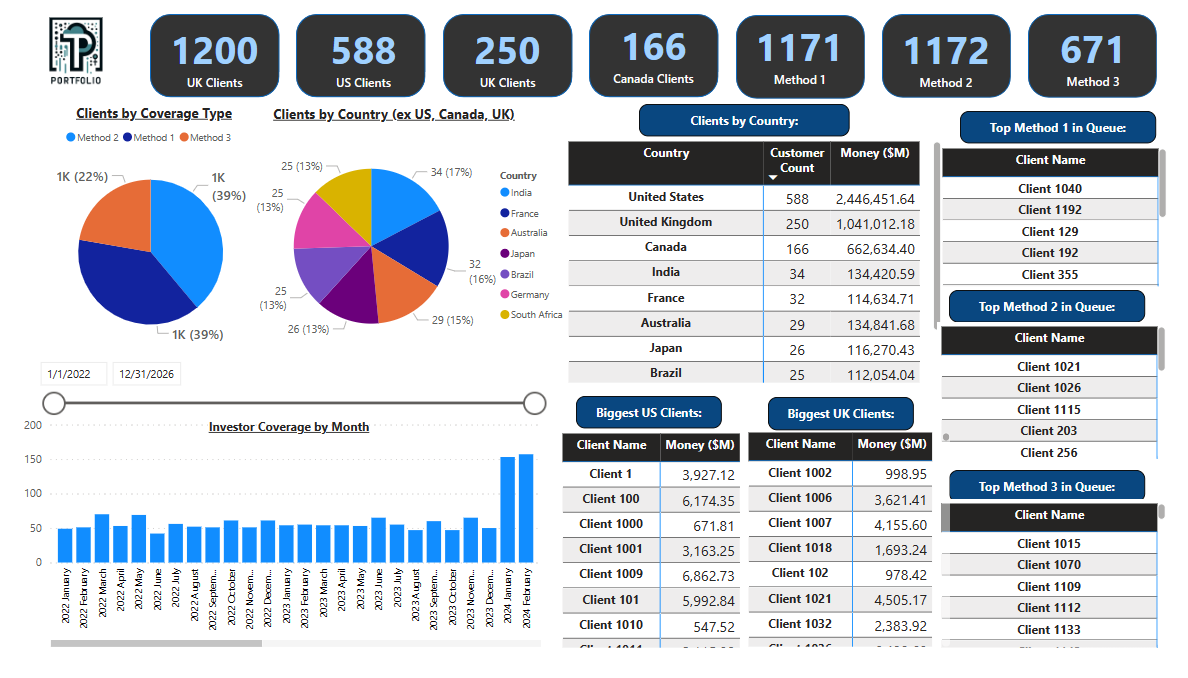 PORTFOLIO
1200
UK Clients
588
US Clients
250
UK Clients
166
Canada Clients
1171
Method 1
1172
Method 2
671
Method 3
Clients by Coverage Type
Method 2 Method 1 Method 3
1K (22%)
1K
(39%)
1K (39%)
Clients by Country (ex US, Canada, UK)
25 (13%)
34 (17%)
25
(13%)
32
(16%)
25
(13%)
26 (13%)
29 (15%)
Country
India
France
Australia
Japan
Brazil
Germany
South Africa
Clients by Country:
Country Customer Count Money ($M)
United States 588 2,446,451.64
United Kingdom 250 1,041,012.18
Canada 166 662,634.40
India 34 134,420.59
France 32 114,634.71
Australia 29 134,841.68
Japan 26 116,270.43
Brazil 25 112,054.04
Top Method 1 in Queue:
Client Name
Client 1040
Client 1192
Client 129
Client 192
Client 355
Top Method 2 in Queue:
Client Name
Client 1021
Client 1026
Client 1115
Client 203
Client 256
Top Method 3 in Queue:
Client Name
Client 1015
Client 1070
Client 1109
Client 1112
Client 1133
1/1/2022 12/31/2026
Investor Coverage by Month
200
150
100
50
0
2022 January
2022 February
2022 March
2022 April
2022 May
2022 June
2022 July
2022 August
2022 Septem...
2022 October
2022 Novem...
2022 Decem...
2023 January
2023 February
2023 March
2023 April
2023 May
2023 June
2023 July
2023 August
2023 Septem...
2023 October
2023 Novem...
2023 Decem...
2024 January
2024 February
Biggest US Clients:
Client Name Money ($M)
Client 1 3,927.12
Client 100 6,174.35
Client 1000 671.81
Client 1001 3,163.25
Client 1009 6,862.73
Client 101 5,992.84
Client 1010 547.52
Biggest UK Clients:
Client Name Money ($M)
Client 1002 998.95
Client 1006 3,621.41
Client 1007 4,155.60
Client 1018 1,693.24
Client 102 978.42
Client 1021 4,505.17
Client 1032 2,383.92